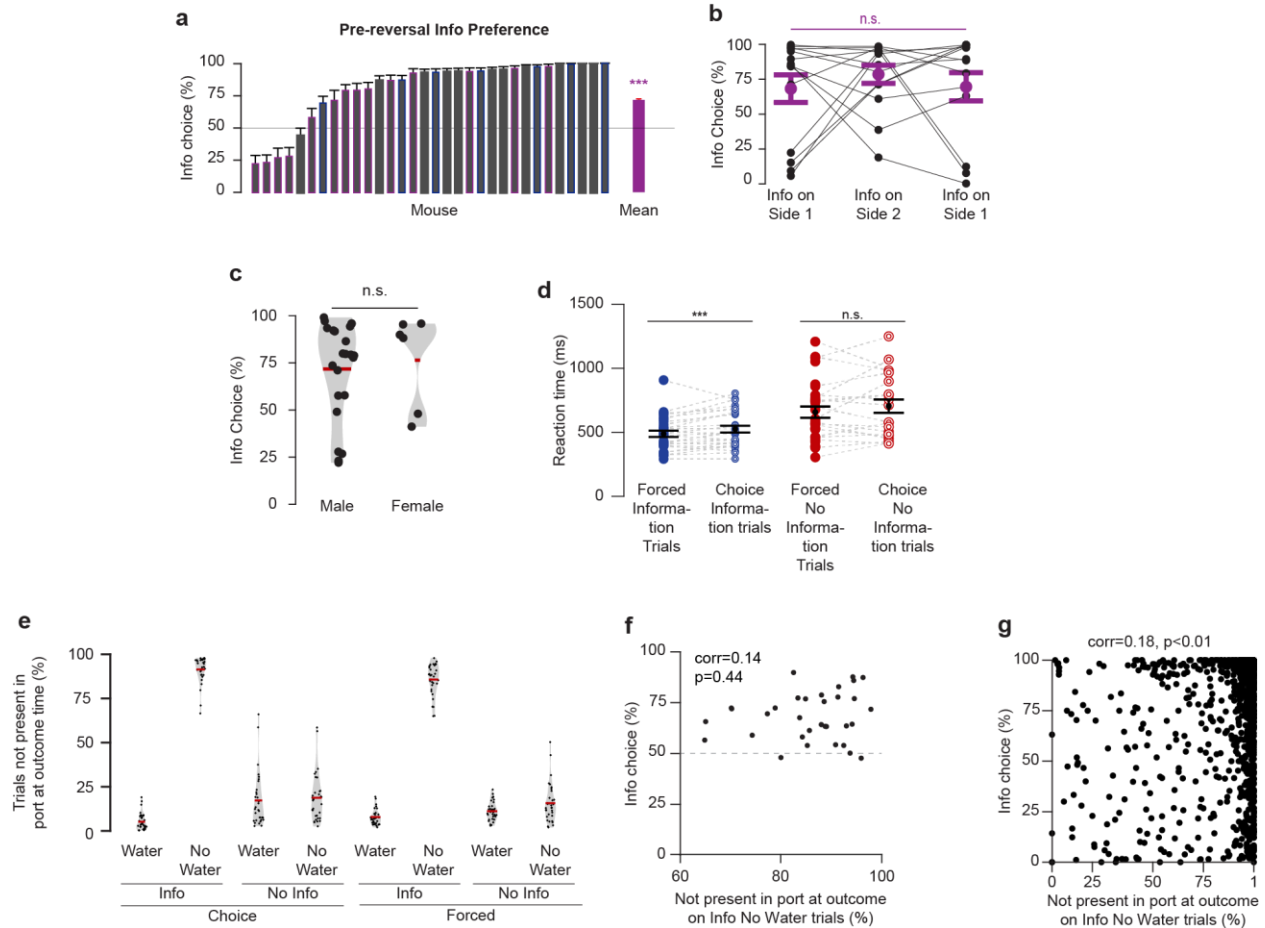 a
Pre-reversal Info Preference
Info choice (%)
100
75
50
25
0
***
Mouse
Mean
b
n.s.
Info Choice (%)
100
75
50
25
0
Info on
Side 1
Info on
Side 2
Info on
Side 1
c
n.s.
Info Choice (%)
100
75
50
25
0
Male
Female
d
Reaction time (ms)
1500
1000
500
0
***
n.s.
Forced
Informa-
tion
Trials
Choice
Informa-
tion trials
Forced
No
Informa-
tion
Trials
Choice
No
Informa-
tion trials
e
Trials not present in
port at outcome time (%)
100
75
50
25
0
Water
No
Water
Water
No
Water
Water
No
Water
Water
No
Water
Info
No Info
Info
No Info
Choice
Forced
f
corr=0.14
p=0.44
Info choice (%)
100
75
50
25
0
60
80
100
Not present in port at outcome
on Info No Water trials (%)
g
corr=0.18, p<0.01
Info choice (%)
100
75
50
25
0
0
25
50
75
1
Not present in port at outcome
on Info No Water trials (%)